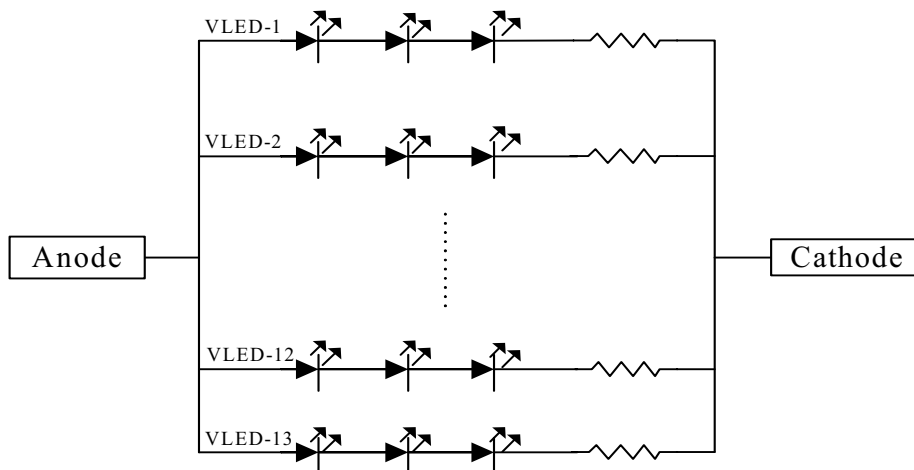 VLED-1
VLED-2
Anode
Cathode
VLED-12
VLED-13